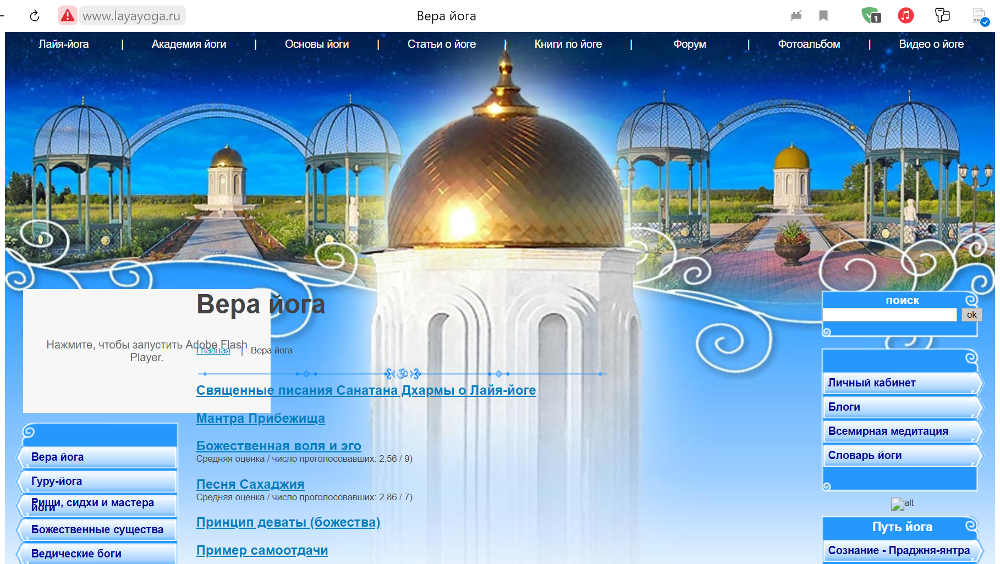 www.layayoga.ru
Вера йога
1
Лайя-йога | Академия йоги | Основы йоги | Статьи о йоге | Книги по йоге | Форум | Фотоальбом | Видео о йоге
Вера йога
Нажмите, чтобы запустить Adobe Flash
Player.
Главная | Вера йога
Священные писания Санатана Дхармы о Лайя-йоге
Мантра Прибежища
Божественная воля и эго
Средняя оценка / число проголосовавших: 2.56 / 9)
Песня Сахаджия
Средняя оценка / число проголосовавших: 2.86 / 7)
Принцип деваты (божества)
Пример самоотдачи
Вера йога
Гуру-йога
Риши, сидхи и мастера
йоги
Божественные существа
Ведические боги
поиск
ok
Личный кабинет
Блоги
Всемирная медитация
Словарь йоги
alt
Путь йога
Сознание - Праджня-янтра